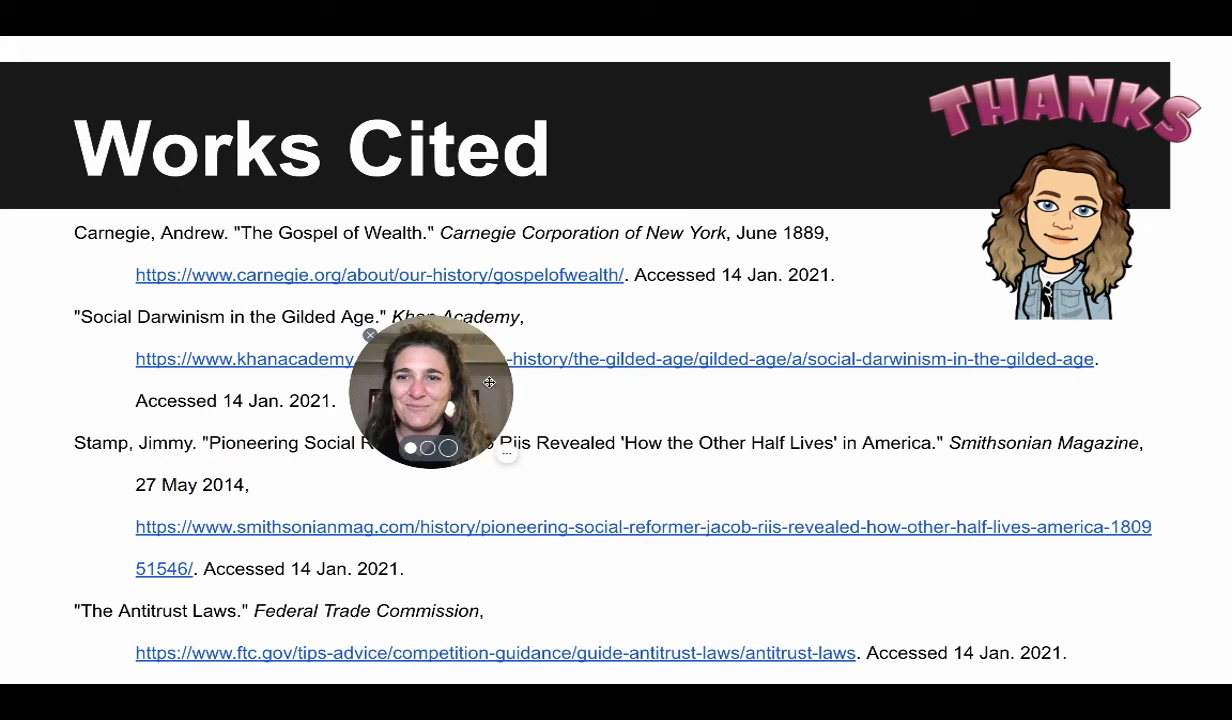 THANKS
Works Cited
Carnegie, Andrew. "The Gospel of Wealth." Carnegie Corporation of New York, June 1889,
https://www.carnegie.org/about/our-history/gospelofwealth/. Accessed 14 Jan. 2021.
"Social Darwinism in the Gilded Age." Khan Academy,
https://www.khanacademy. -history/the-gilded-age/gilded-age/a/social-darwinism-in-the-gilded-age.
Accessed 14 Jan. 2021.
Stamp, Jimmy. "Pioneering Social Riis Revealed 'How the Other Half Lives' in America." Smithsonian Magazine,
27 May 2014,
https://www.smithsonianmag.com/history/pioneering-social-reformer-jacob-riis-revealed-how-other-half-lives-america-1809
51546/. Accessed 14 Jan. 2021.
"The Antitrust Laws." Federal Trade Commission,
https://www.ftc.gov/tips-advice/competition-guidance/guide-antitrust-laws/antitrust-laws. Accessed 14 Jan. 2021.